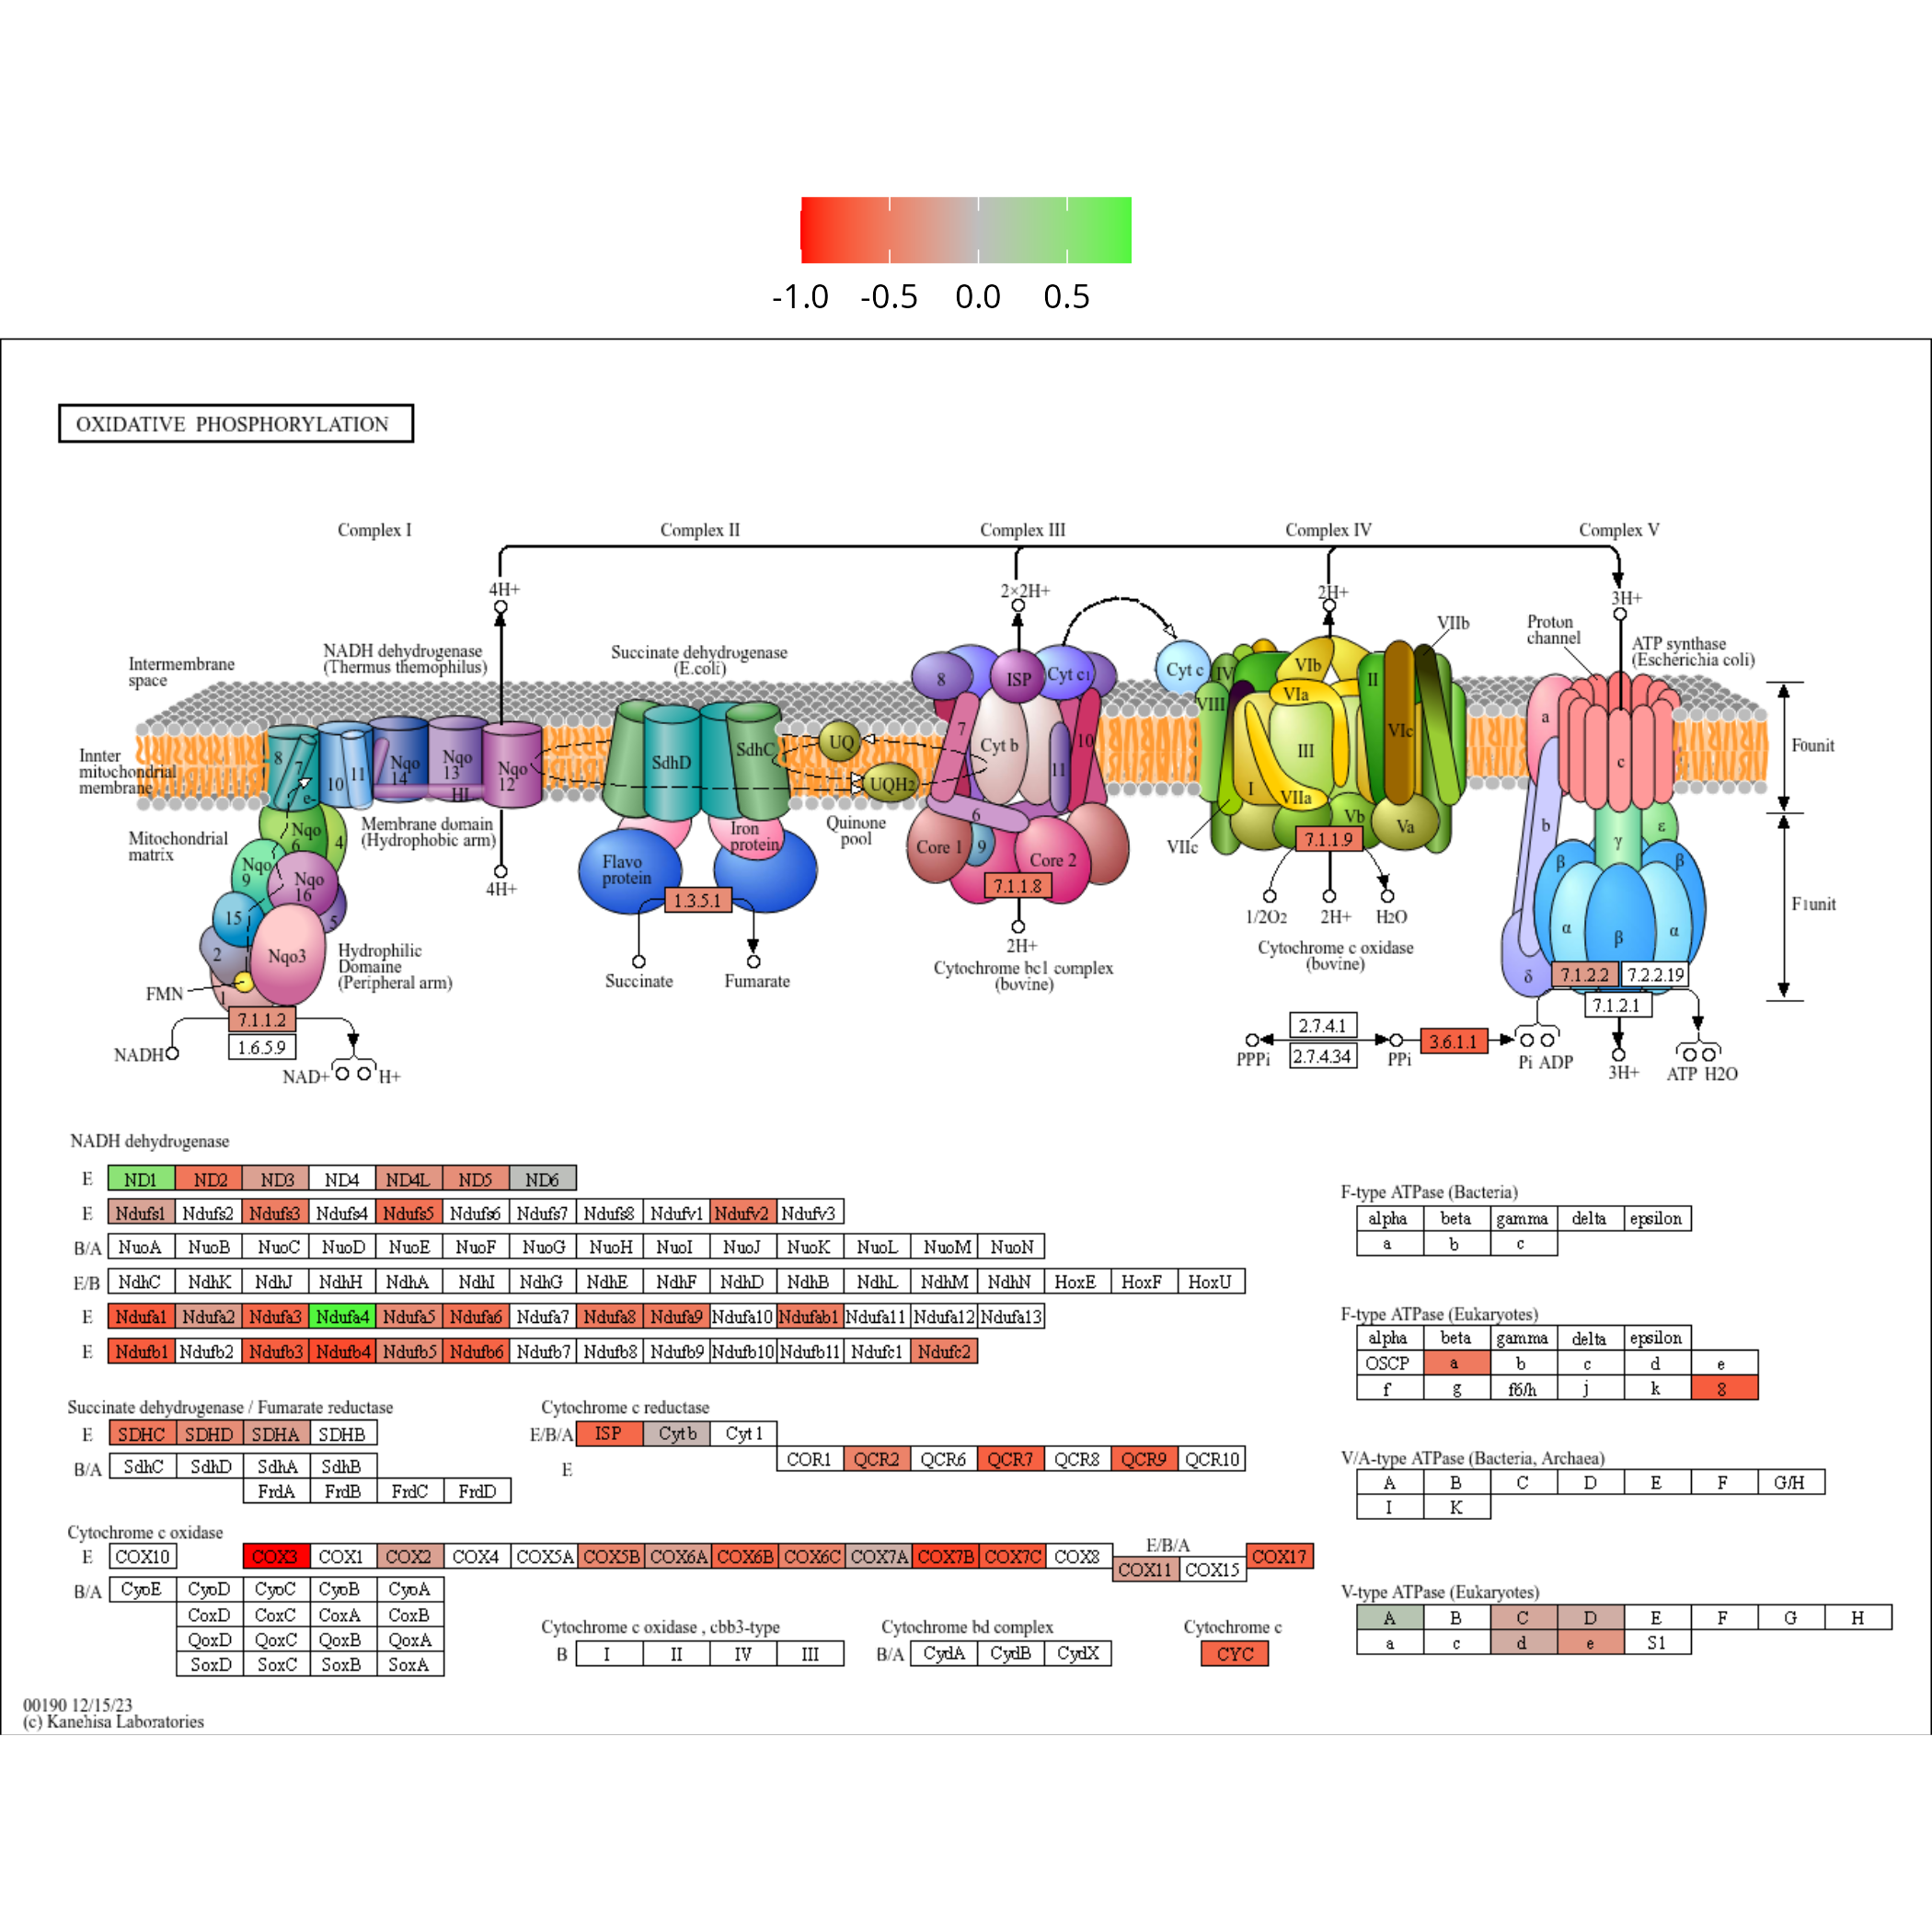 -1.0 -0.5 0.0 0.5
OXIDATIVE PHOSPHORYLATION
Complex I Complex II Complex III Complex IV Complex V
4H+ 2×2H+ 2H+ 3H+
Intermembrane
space
NADH dehydrogenase
(Thermus themophilus)
Succinate dehydrogenase
(E.coli)
VIIb
Proton
channel
ATP synthase
(Escherichia coli)
8 ISP Cyt c1 Cyt c IV VIb II
VIII VIa
a
Innter
mitochondrial
membrane
8 7 10 11 Nqo
14
Nqo
13
Nqo
12
e- HI
SdhD SdhC UQ UQH2
7 Cyt b 10 11
III VIc I VIIa
c
F0unit
Mitochondrial
matrix
Nqo
6
4
Membrane domain
(Hydrophobic arm)
Iron
protein
Quinone
pool
6
Core 1 9 Core 2
VIIc Vb Va
7.1.1.9
b γ ε
Nqo
9
Nqo
16
4H+
Flavo
protein
1.3.5.1
7.1.1.8
β β
15 5
1/2O2 2H+ H2O
F1unit
α β α
2 Nqo3
Hydrophilic
Domaine
(Peripheral arm)
Succinate Fumarate
2H+
Cytochrome bc1 complex
(bovine)
Cytochrome c oxidase
(bovine)
δ 7.1.2.2 7.2.2.19
FMN 1
7.1.2.1
7.1.1.2
1.6.5.9
NADH
NAD+ H+
2.7.4.1
2.7.4.34
3.6.1.1
PPPi PPi Pi ADP
3H+
ATP H2O
NADH dehydrogenase
E ND1 ND2 ND3 ND4 ND4L ND5 ND6
E Ndufs1 Ndufs2 Ndufs3 Ndufs4 Ndufs5 Ndufs6 Ndufs7 Ndufs8 Ndufv1 Ndufv2 Ndufv3
B/A NuoA NuoB NuoC NuoD NuoE NuoF NuoG NuoH NuoI NuoJ NuoK NuoL NuoM NuoN
E/B NdhC NdhK NdhJ NdhH NdhA NdhI NdhG NdhE NdhF NdhD NdhB NdhL NdhM NdhN HoxE HoxF HoxU
E Ndufa1 Ndufa2 Ndufa3 Ndufa4 Ndufa5 Ndufa6 Ndufa7 Ndufa8 Ndufa9 Ndufa10 Ndufab1 Ndufa11 Ndufa12 Ndufa13
E Ndufb1 Ndufb2 Ndufb3 Ndufb4 Ndufb5 Ndufb6 Ndufb7 Ndufb8 Ndufb9 Ndufb10 Ndufb11 Ndufc1 Ndufc2
Succinate dehydrogenase / Fumarate reductase
E SDHC SDHD SDHA SDHB
B/A SdhC SdhD SdhA SdhB
FrdA FrdB FrdC FrdD
Cytochrome c reductase
E/B/A ISP Cyt b Cyt 1
E COR1 QCR2 QCR6 QCR7 QCR8 QCR9 QCR10
Cytochrome c oxidase
E COX10 COX3 COX1 COX2 COX4 COX5A COX5B COX6A COX6B COX6C COX7A COX7B COX7C COX8
E/B/A
COX11 COX15 COX17
B/A CyoE CyoD CyoC CyoB CyoA
CoxD CoxC CoxA CoxB
QoxD QoxC QoxB QoxA
SoxD SoxC SoxB SoxA
Cytochrome c oxidase , cbb3-type
B I II IV III
Cytochrome bd complex
B/A CydA CydB CydX
Cytochrome c
CYC
F-type ATPase (Bacteria)
alpha beta gamma delta epsilon
a b c
F-type ATPase (Eukaryotes)
alpha beta gamma delta epsilon
OSCP a b c d e
f g f6/h j k 8
V/A-type ATPase (Bacteria, Archaea)
A B C D E F G/H
I K
V-type ATPase (Eukaryotes)
A B C D E F G H
a c d e S1
00190 12/15/23
(c) Kanehisa Laboratories